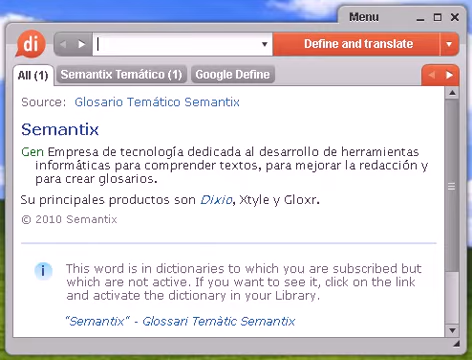 Menu
di
Define and translate
All (1)
Semantix Temático (1)
Google Define
Source: Glosario Temático Semantix
Semantix
Gen Empresa de tecnología dedicada al desarrollo de herramientas
informáticas para comprender textos, para mejorar la redacción y
para crear glosarios.
Su principales productos son Dixio, Xtyle y Gloxr.
© 2010 Semantix
i
This word is in dictionaries to which you are subscribed but
which are not active. If you want to see it, click on the link
and activate the dictionary in your Library.
"Semantix" - Glossari Temàtic Semantix